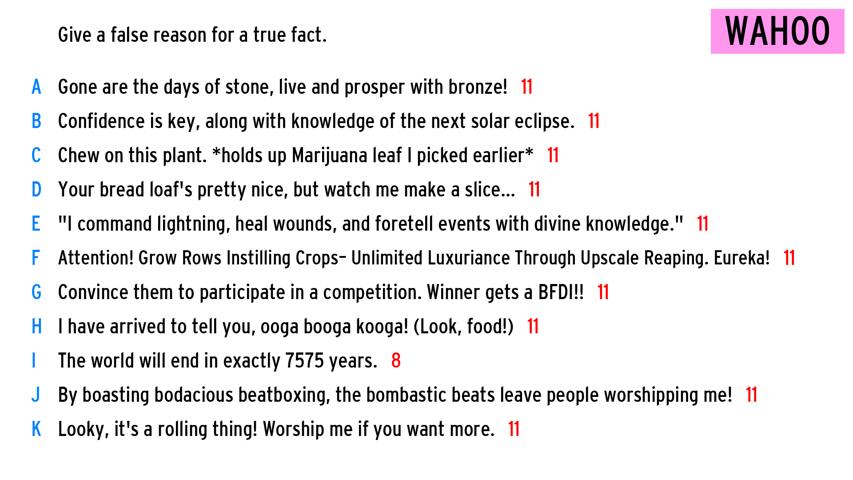 Give a false reason for a true fact.
WAHOO
A Gone are the days of stone, live and prosper with bronze! 11
B Confidence is key, along with knowledge of the next solar eclipse. 11
C Chew on this plant. *holds up Marijuana leaf I picked earlier* 11
D Your bread loaf's pretty nice, but watch me make a slice... 11
E "I command lightning, heal wounds, and foretell events with divine knowledge." 11
F Attention! Grow Rows Instilling Crops– Unlimited Luxuriance Through Upscale Reaping. Eureka! 11
G Convince them to participate in a competition. Winner gets a BFDI!! 11
H I have arrived to tell you, ooga booga kooga! (Look, food!) 11
I The world will end in exactly 7575 years. 8
J By boasting bodacious beatboxing, the bombastic beats leave people worshipping me! 11
K Looky, it's a rolling thing! Worship me if you want more. 11